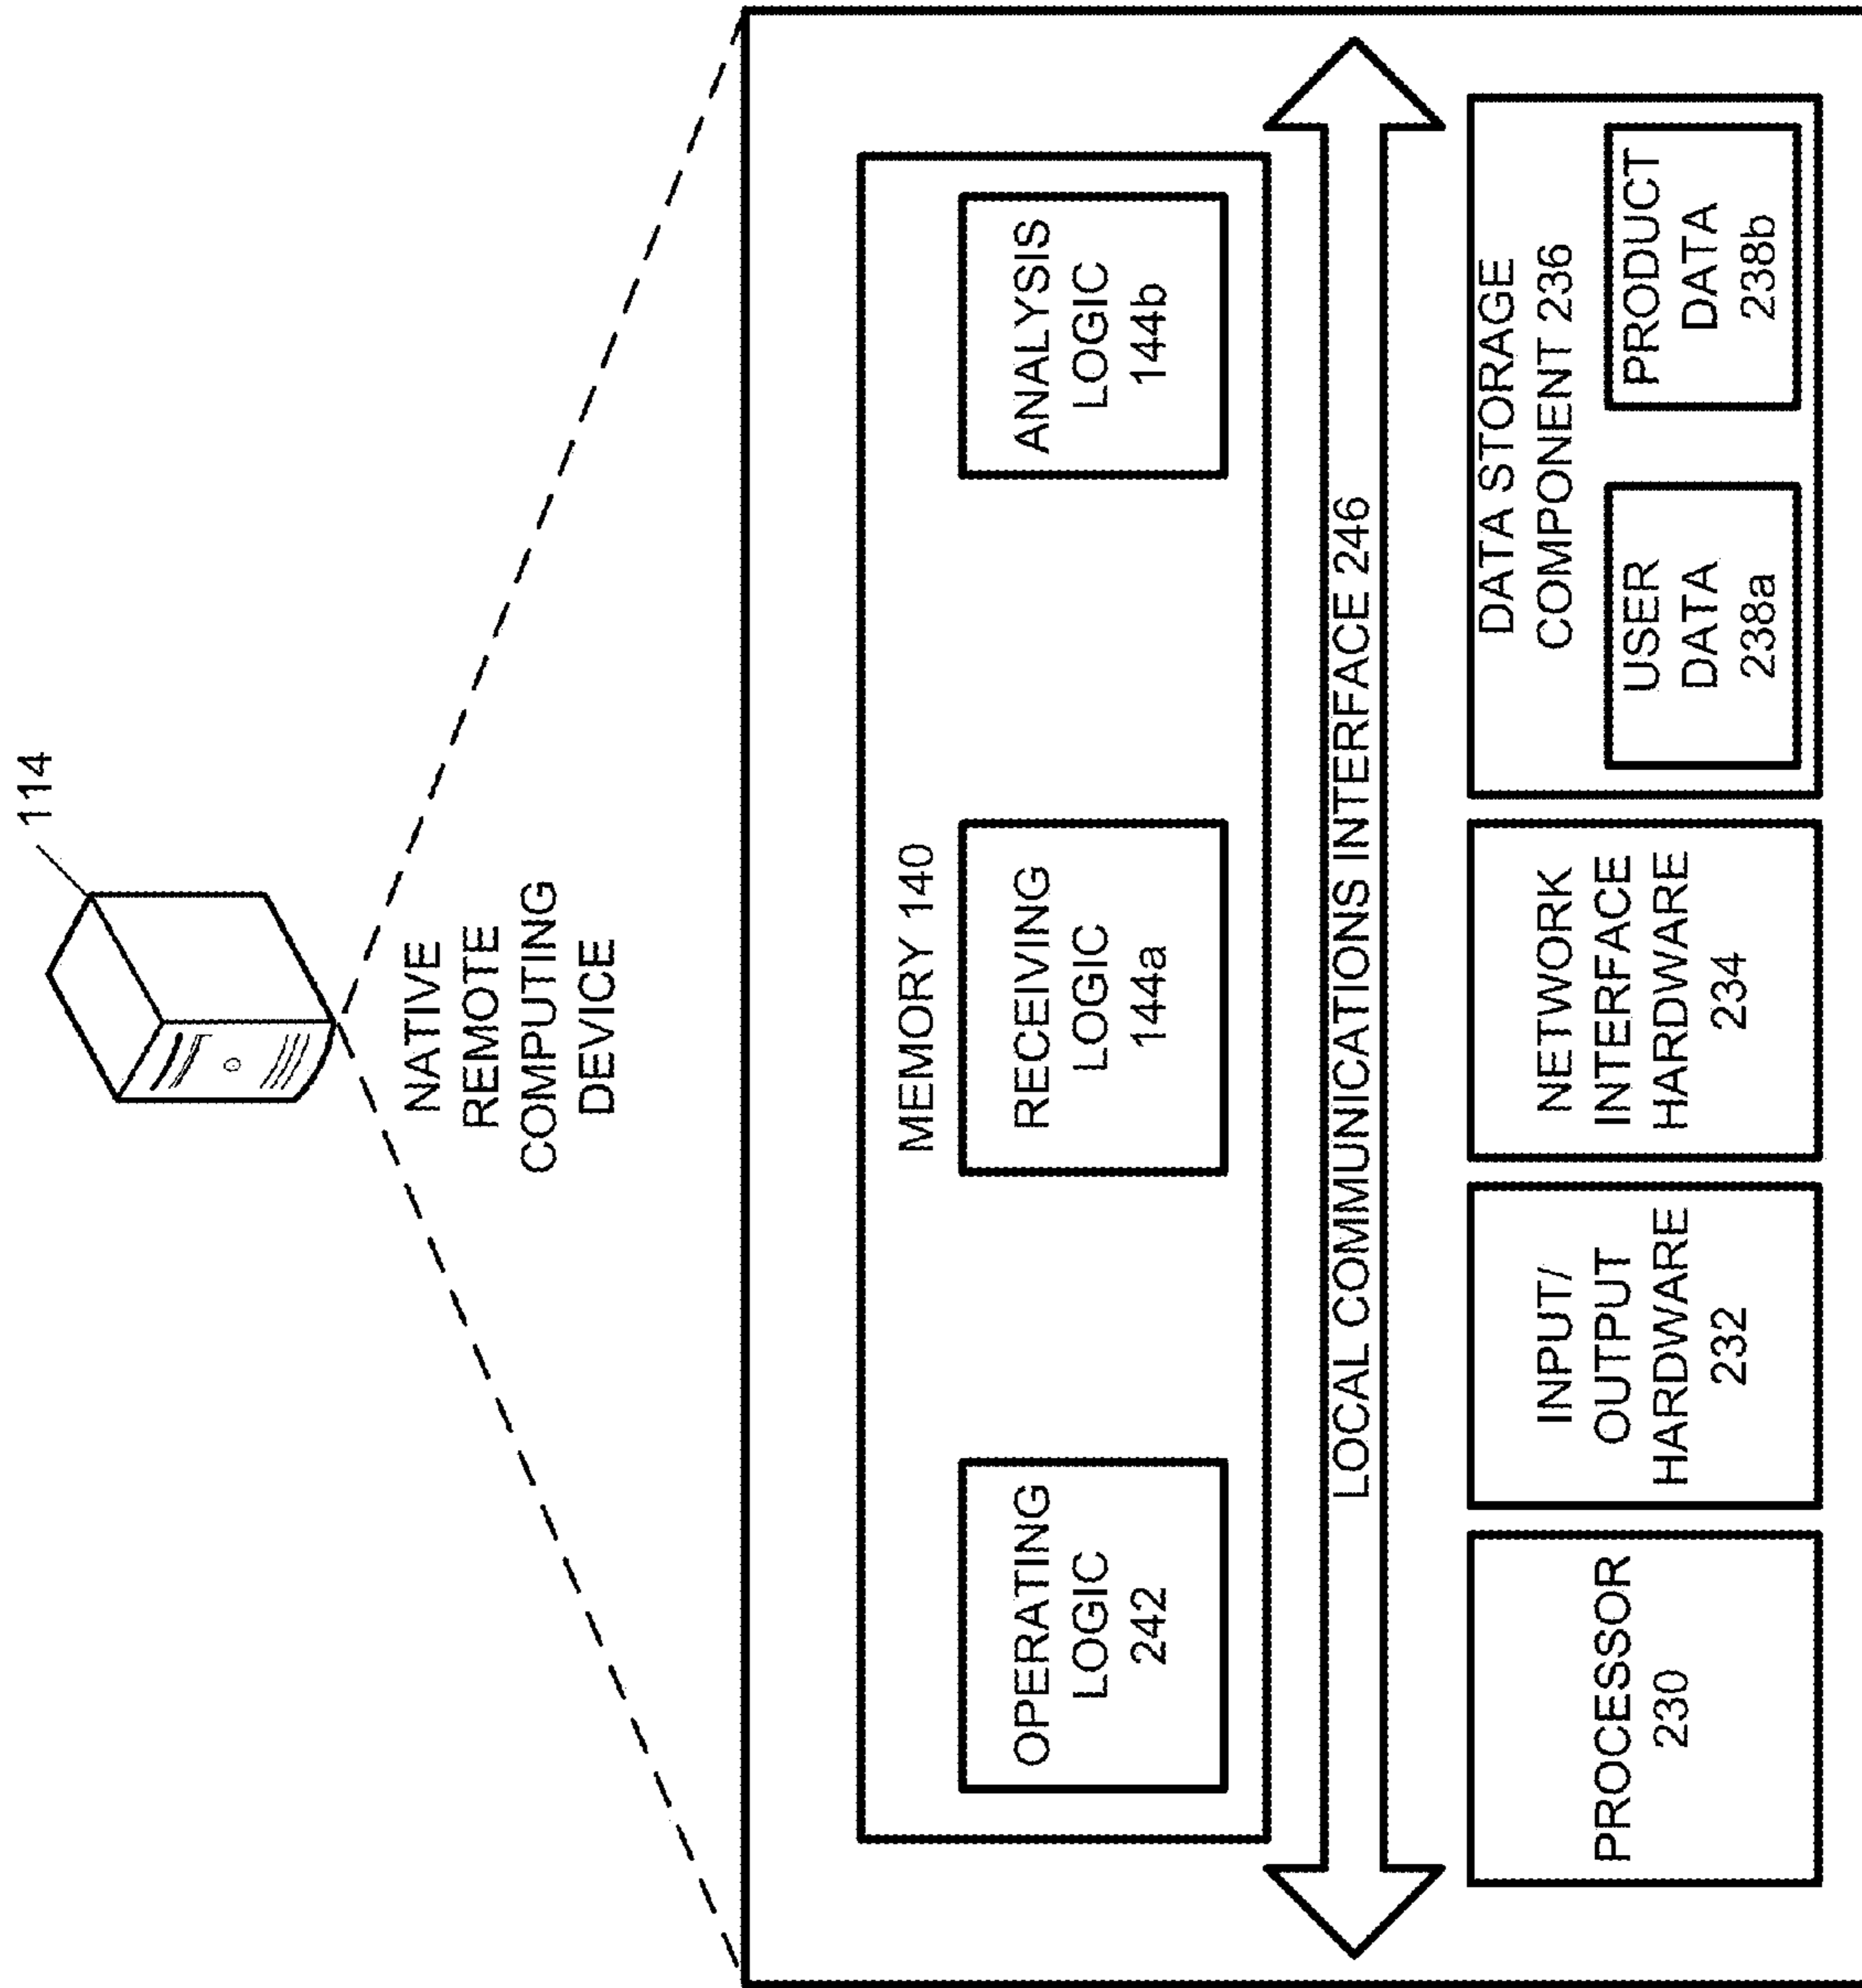 114
NATIVE
REMOTE
COMPUTING
DEVICE
MEMORY 140
OPERATING
LOGIC
242
RECEIVING
LOGIC
144a
ANALYSIS
LOGIC
144b
LOCAL COMMUNICATIONS INTERFACE 246
PROCESSOR
230
INPUT/
OUTPUT
HARDWARE
232
NETWORK
INTERFACE
HARDWARE
234
DATA STORAGE
COMPONENT 236
USER
DATA
238a
PRODUCT
DATA
238b